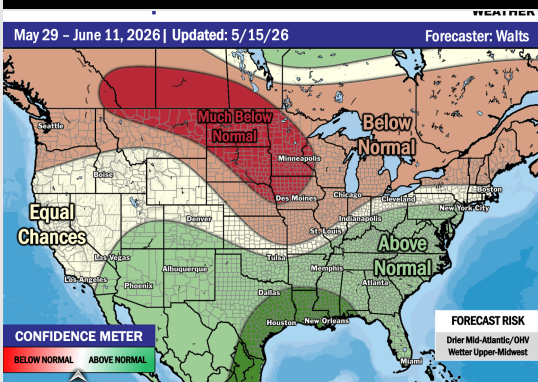 WEATHER
May 29 – June 11, 2026 | Updated: 5/15/26
Forecaster: Walts
Much Below
Normal
Below
Normal
Seattle
Minneapolis
Boise
Des Moines
Chicago
Cleveland
Boston
New York City
Equal
Chances
Denver
Indianapolis
St. Louis
Above
Normal
Las Vegas
Los Angeles
Albuquerque
Tulsa
Memphis
Phoenix
Atlanta
Dallas
Houston
New Orleans
Miami
CONFIDENCE METER
BELOW NORMAL
ABOVE NORMAL
FORECAST RISK
Drier Mid-Atlantic/OHV
Wetter Upper-Midwest